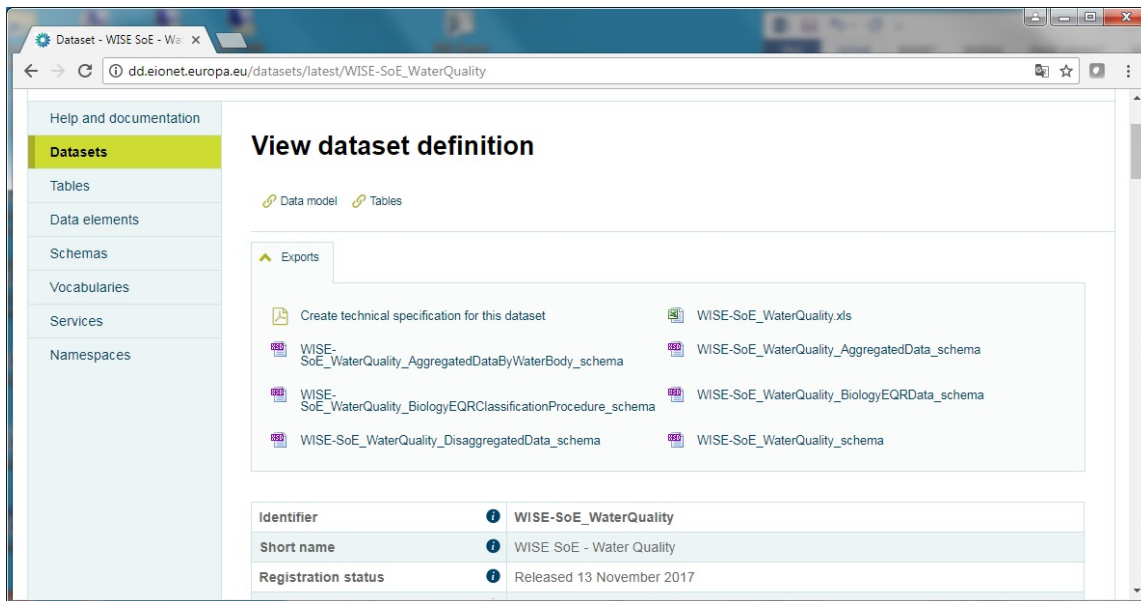 Dataset - WISE SoE - Wa
dd.eionet.europa.eu/datasets/latest/WISE-SoE_WaterQuality
Help and documentation
Datasets
Tables
Data elements
Schemas
Vocabularies
Services
Namespaces
View dataset definition
Data model Tables
Exports
Create technical specification for this dataset
WISE-SoE_WaterQuality.xls
WISE-
SoE_WaterQuality_AggregatedDataByWaterBody_schema
WISE-SoE_WaterQuality_AggregatedData_schema
WISE-
SoE_WaterQuality_BiologyEQRClassificationProcedure_schema
WISE-SoE_WaterQuality_BiologyEQRData_schema
WISE-SoE_WaterQuality_DisaggregatedData_schema
WISE-SoE_WaterQuality_schema
Identifier WISE-SoE_WaterQuality
Short name WISE SoE - Water Quality
Registration status Released 13 November 2017